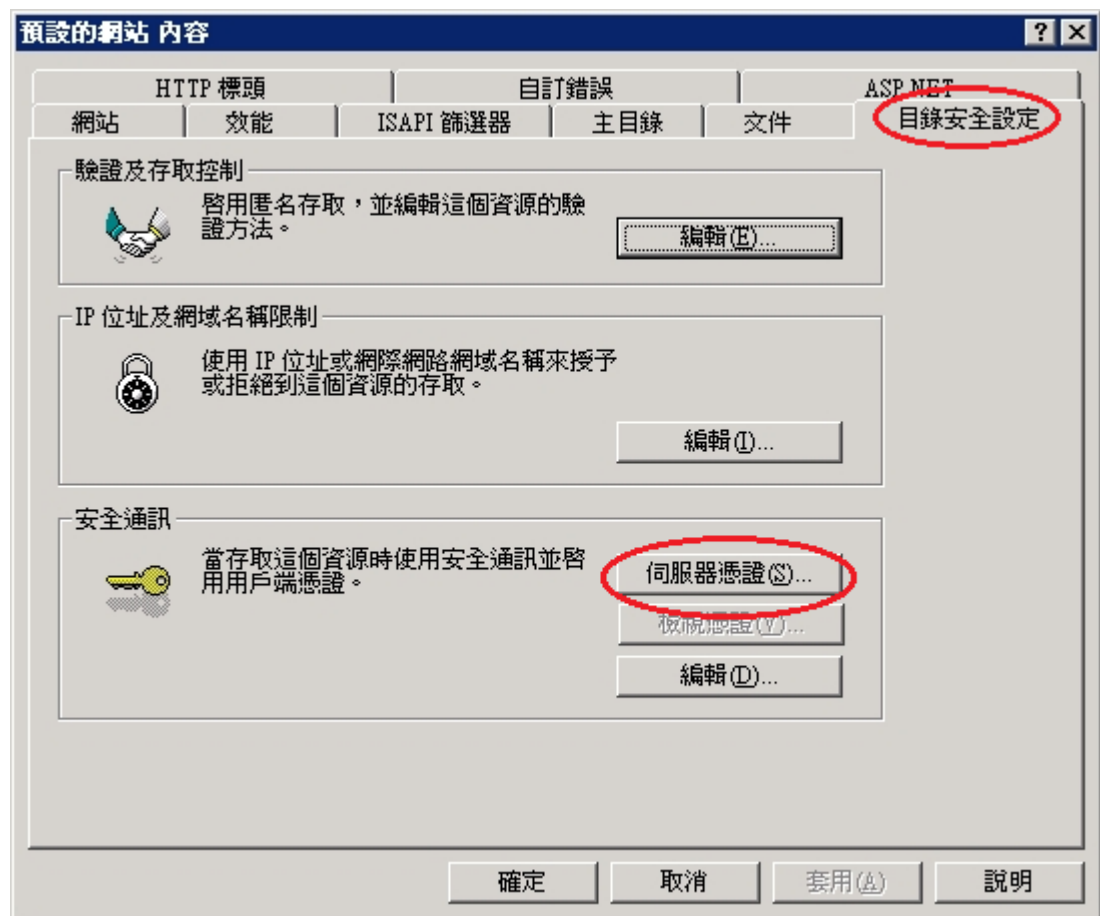 預設的網站 內容
HTTP 標頭
自訂錯誤
ASP.NET
網站
效能
ISAPI 篩選器
主目錄
文件
目錄安全設定
驗證及存取控制
啓用匿名存取，並編輯這個資源的驗
證方法。
編輯(E)...
IP 位址及網域名稱限制
使用 IP 位址或網際網路網域名稱來授予
或拒絕到這個資源的存取。
編輯(I)...
安全通訊
當存取這個資源時使用安全通訊並啓
用用戶端憑證。
伺服器憑證(S)...
檢視憑證(V)...
編輯(D)...
確定
取消
套用(A)
說明